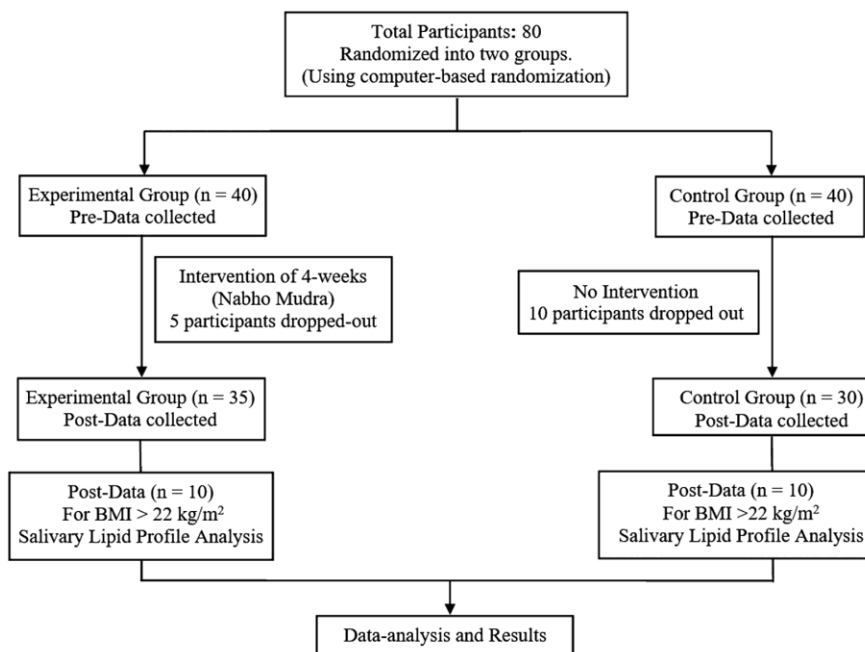 Total Participants: 80
Randomized into two groups.
(Using computer-based randomization)
Experimental Group (n = 40)
Pre-Data collected
Control Group (n = 40)
Pre-Data collected
Intervention of 4-weeks
(Nabho Mudra)
5 participants dropped-out
No Intervention
10 participants dropped out
Experimental Group (n = 35)
Post-Data collected
Control Group (n = 30)
Post-Data collected
Post-Data (n = 10)
For BMI > 22 kg/m²
Salivary Lipid Profile Analysis
Post-Data (n = 10)
For BMI >22 kg/m²
Salivary Lipid Profile Analysis
Data-analysis and Results